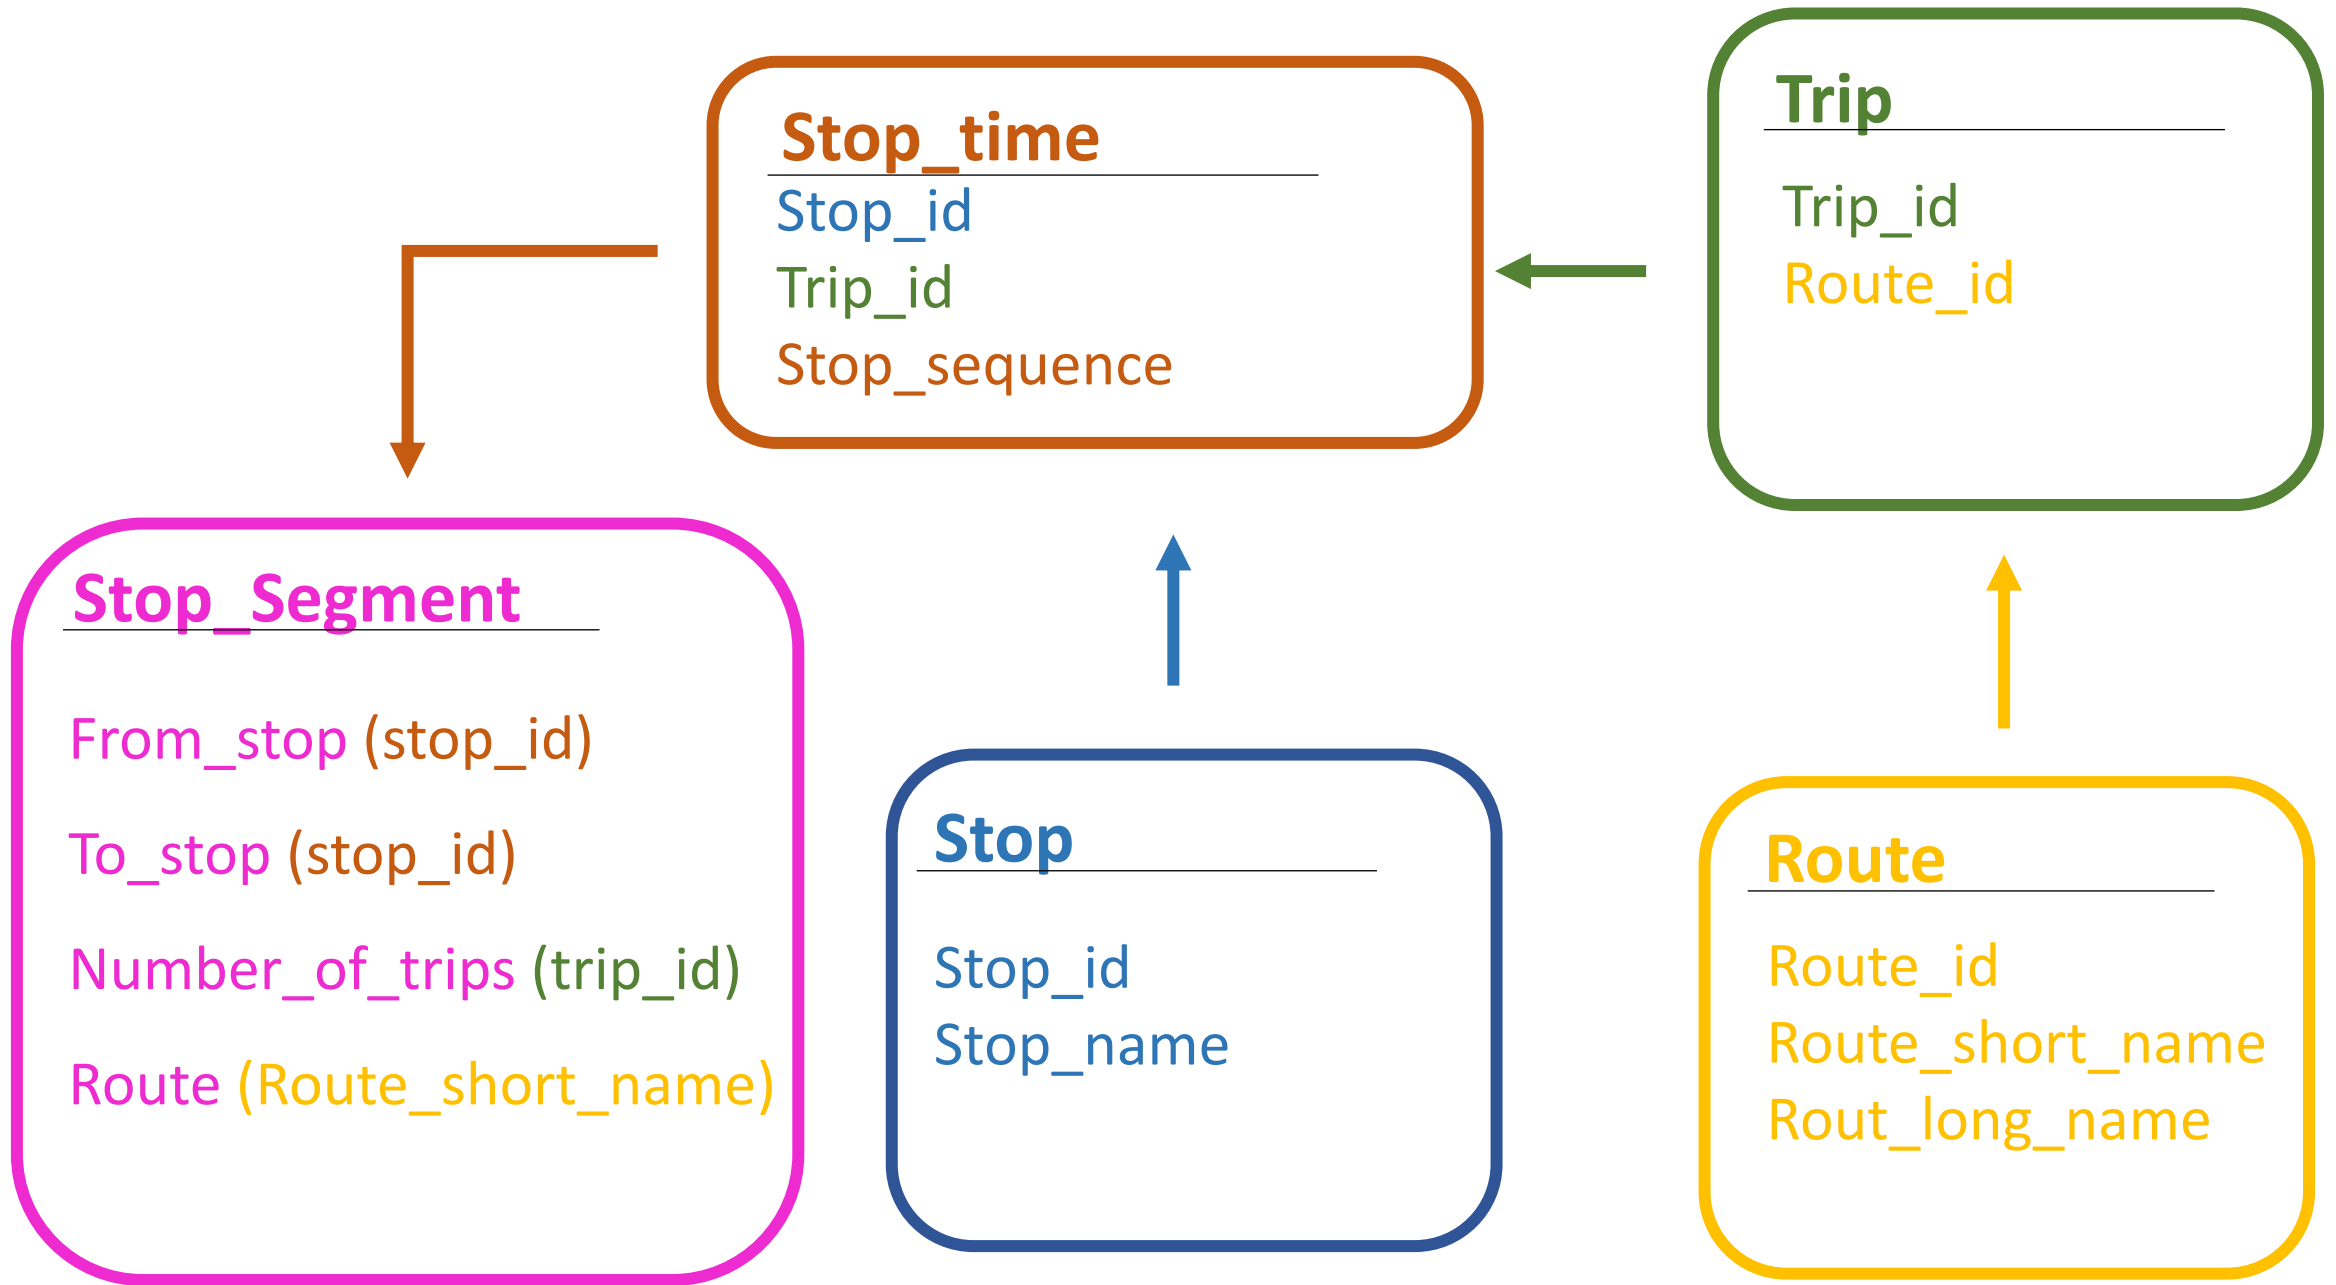 Stop_time
Stop_id
Trip_id
Stop_sequence
Trip
Trip_id
Route_id
Stop_Segment
From_stop (stop_id)
To_stop (stop_id)
Number_of_trips (trip_id)
Route (Route_short_name)
Stop
Stop_id
Stop_name
Route
Route_id
Route_short_name
Rout_long_name